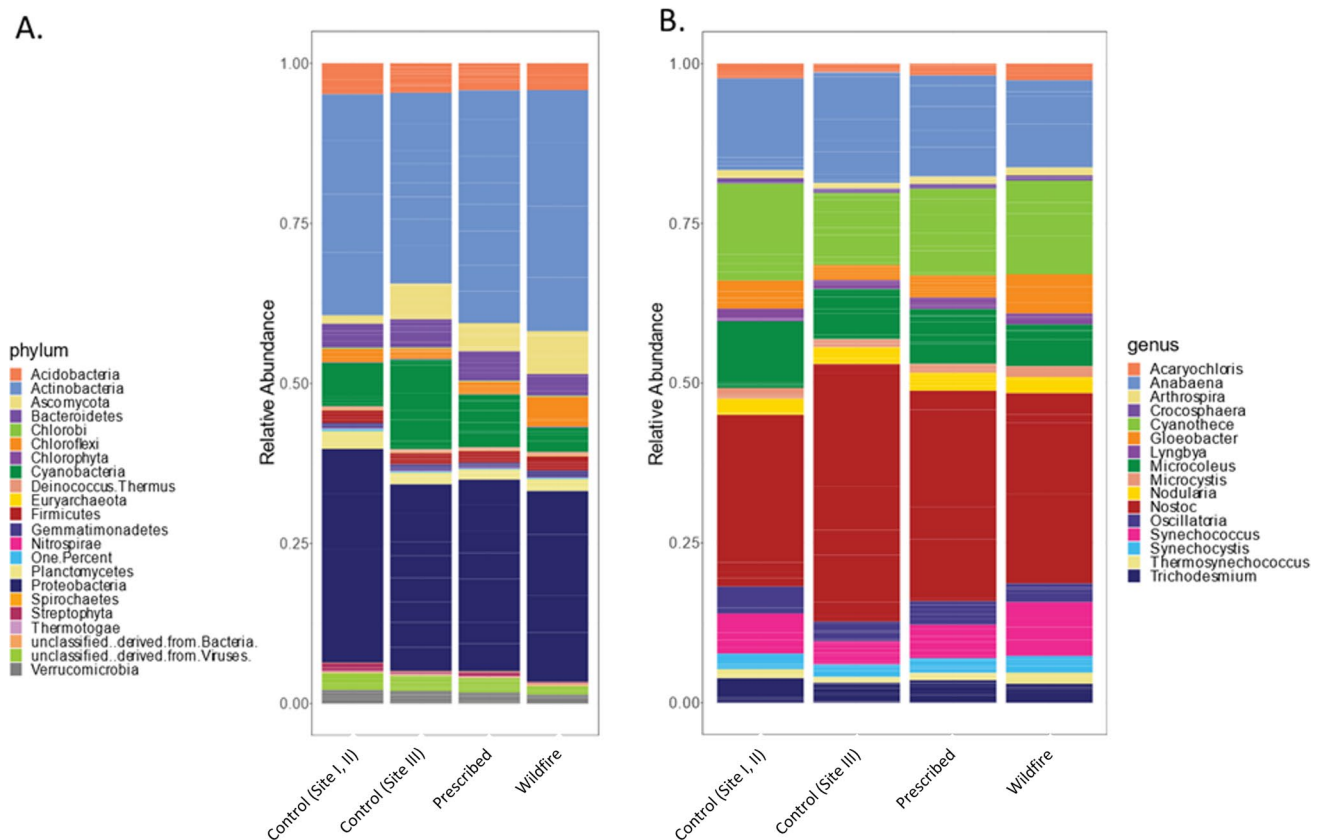 A.
1.00
0.75
0.50
0.25
0.00
Relative Abundance
phylum
Acidobacteria
Actinobacteria
Ascomycota
Bacteroidetes
Chlorobi
Chloroflexi
Chlorophyta
Cyanobacteria
Deinococcus.Thermus
Euryarchaeota
Firmicutes
Gemmatimonadetes
Nitrospirae
One.Percent
Planctomycetes
Proteobacteria
Spirochaetes
Streptophyta
Thermotogae
unclassified..derived.from.Bacteria.
unclassified..derived.from.Viruses.
Verrucomicrobia
Control (Site I, II)
Control (Site III)
Prescribed
Wildfire
B.
1.00
0.75
0.50
0.25
0.00
Relative Abundance
Control (Site I, II)
Control (Site III)
Prescribed
Wildfire
genus
Acaryochloris
Anabaena
Arthrospira
Crocosphaera
Cyanothece
Gloeobacter
Lyngbya
Microcoleus
Microcystis
Nodularia
Nostoc
Oscillatoria
Synechococcus
Synechocystis
Thermosynechococcus
Trichodesmium